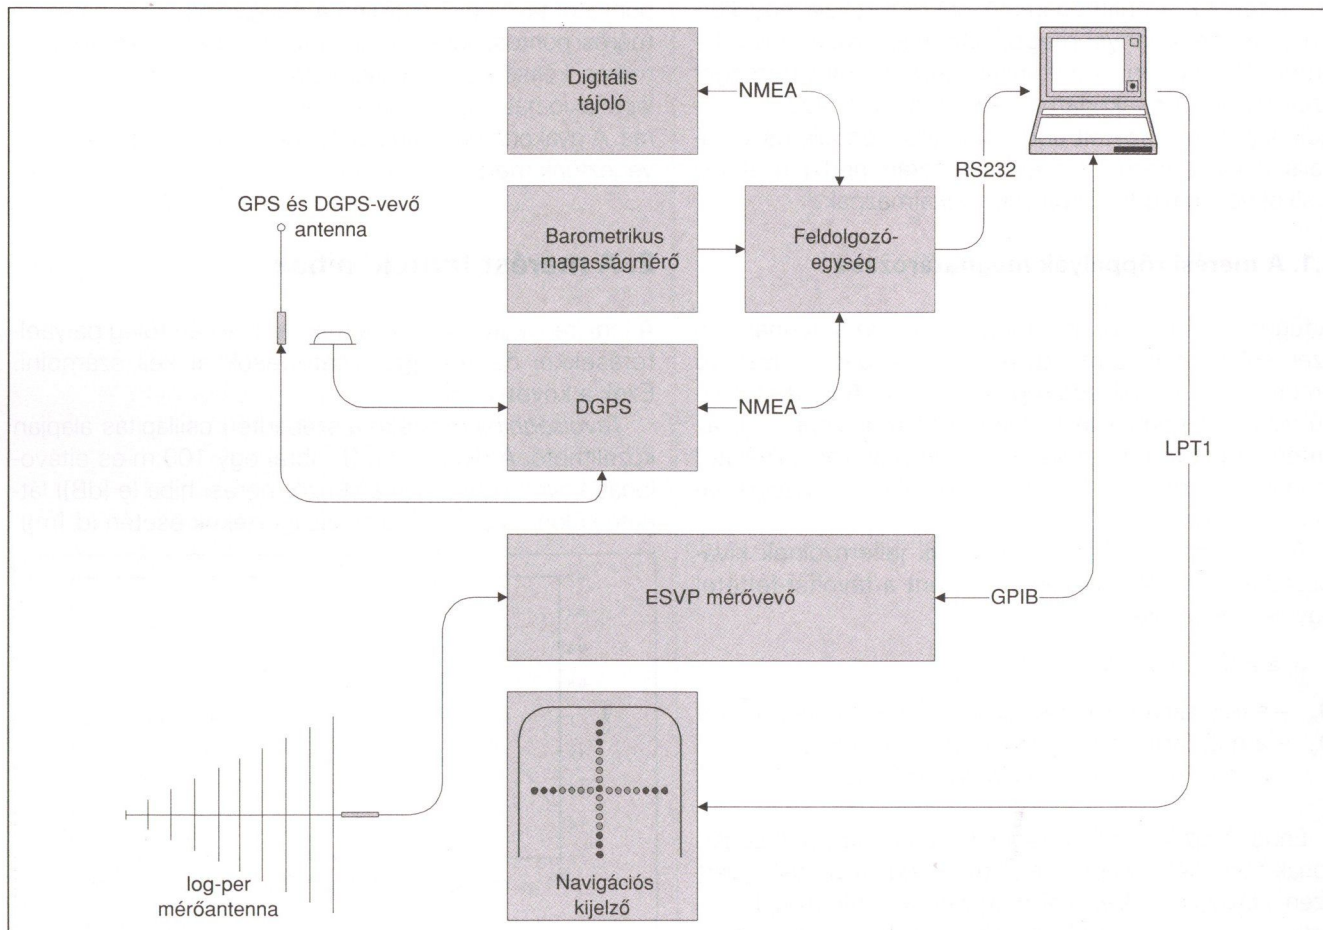 Digitális
tájoló
NMEA
RS232
GPS és DGPS-vevő
antenna
Barometrikus
magasságmérő
Feldolgozó-
egység
DGPS
NMEA
LPT1
ESVP mérővevő
GPIB
log-per
mérőantenna
Navigációs
kijelző